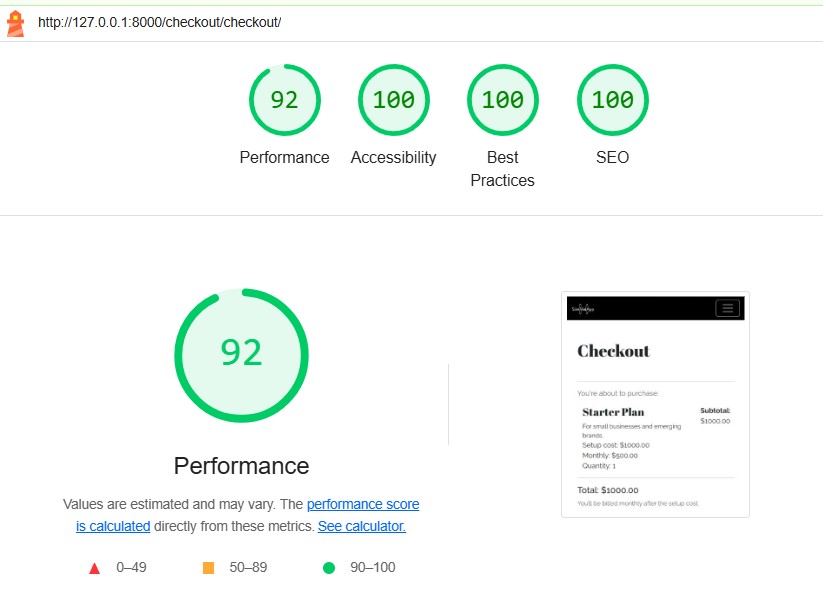 http://127.0.0.1:8000/checkout/checkout/
92
100
100
100
Performance
Accessibility
Best
Practices
SEO
92
Performance
Values are estimated and may vary. The performance score
is calculated directly from these metrics. See calculator.
0–49
50–89
90–100
Checkout
You're about to purchase:
Starter Plan
Subtotal:
For small businesses and emerging
$1000.00
brands.
Setup cost: $1000.00
Monthly: $500.00
Quantity: 1
Total: $1000.00
You'll be billed monthly after the setup cost.